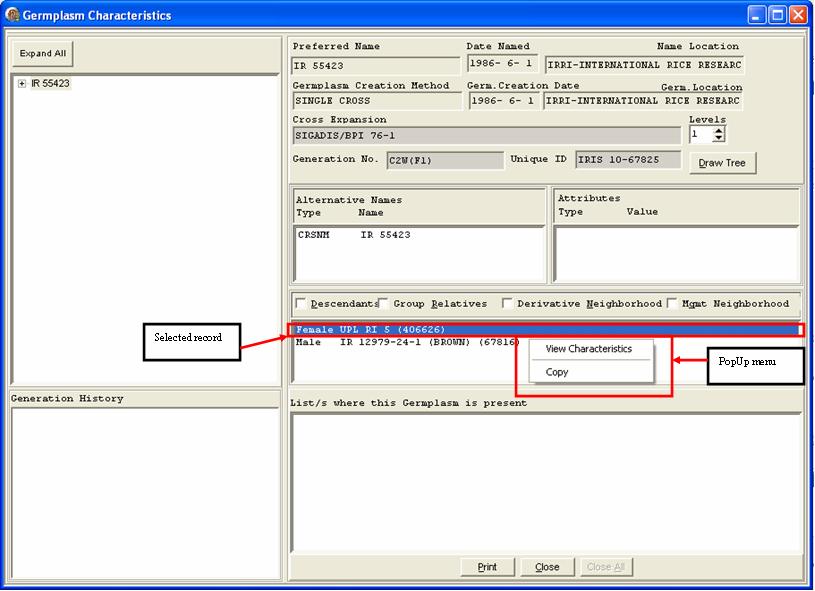 Germplasm Characteristics
Expand All
IR 55423
Preferred Name Date Named Name Location
IR 55423 1986- 6- 1 IRRI-INTERNATIONAL RICE RESEARC
Germplasm Creation Method Germ.Creation Date Germ.Location
SINGLE CROSS 1986- 6- 1 IRRI-INTERNATIONAL RICE RESEARC
Cross Expansion Levels
SIGADIS/BPI 76-1 1
Generation No. C2W(F1) Unique ID IRIS 10-67825 Draw Tree
Alternative Names
Type Name
CRSNM IR 55423
Attributes
Type Value
Descendants Group Relatives Derivative Neighborhood Mgmt Neighborhood
Female UPL RI 5 (406626)
Male IR 12979-24-1 (BROWN) (67816)
Selected record
View Characteristics
Copy
PopUp menu
Generation History
List/s where this Germplasm is present
Print Close Close All